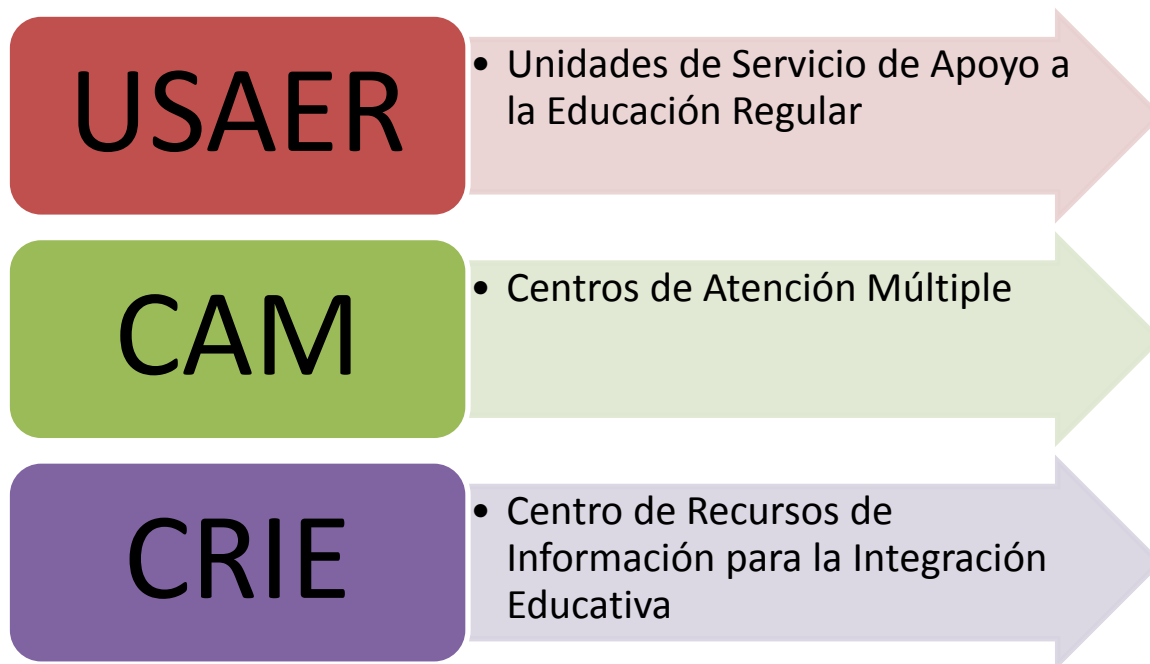 USAER
• Unidades de Servicio de Apoyo a
la Educación Regular
CAM
• Centros de Atención Múltiple
CRIE
• Centro de Recursos de
Información para la Integración
Educativa